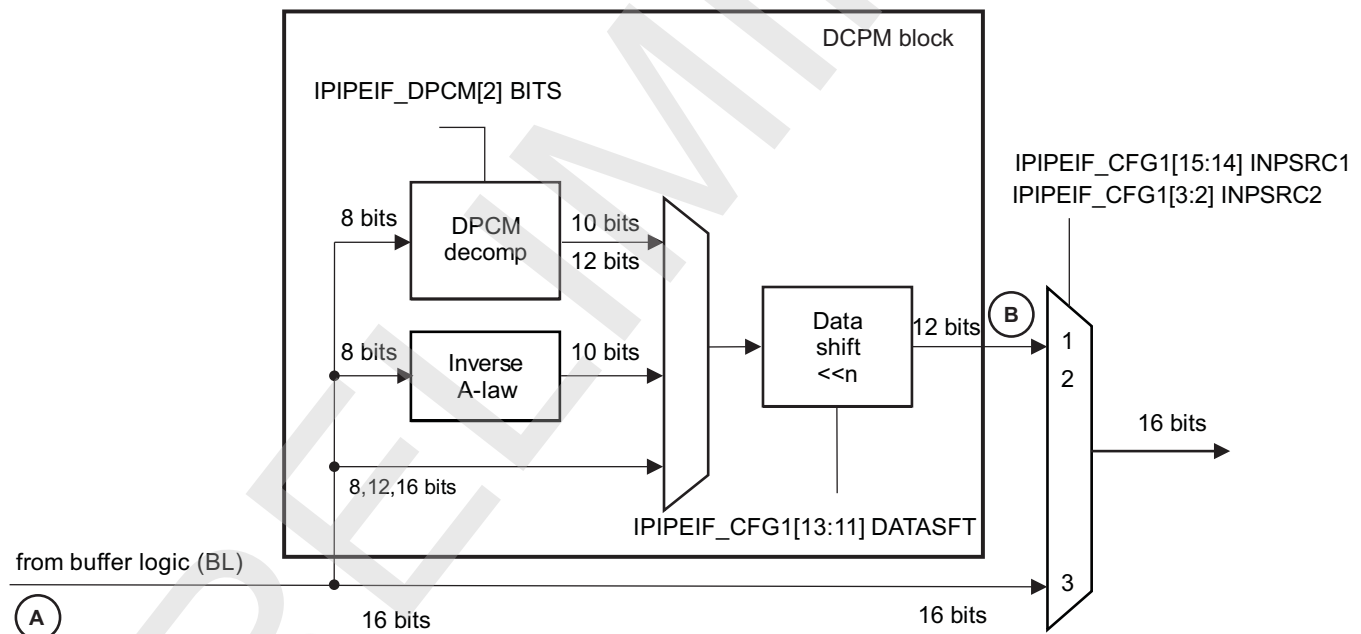 DCPM block
IPIPEIF_DPCM[2] BITS
IPIPEIF_CFG1[15:14] INPSRC1
IPIPEIF_CFG1[3:2] INPSRC2
8 bits
DPCM
decomp
10 bits
12 bits
8 bits
Inverse
A-law
10 bits
Data
shift
<<n
12 bits
B
1
2
16 bits
8,12,16 bits
IPIPEIF_CFG1[13:11] DATASFT
from buffer logic (BL)
A
16 bits
16 bits
3